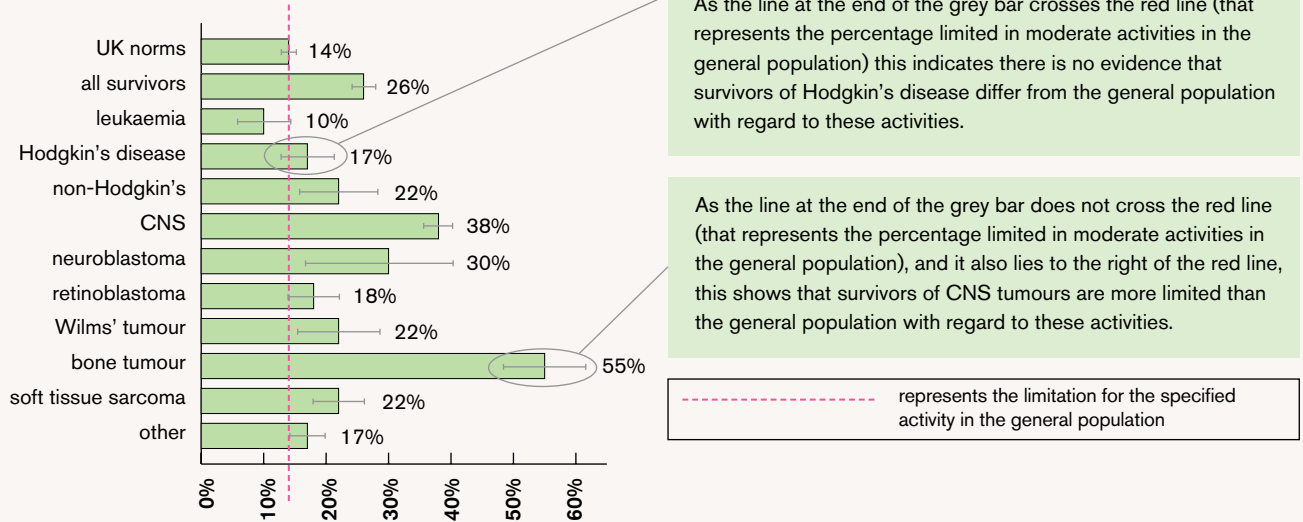 UK norms 14%
all survivors 26%
leukaemia 10%
Hodgkin's disease 17%
non-Hodgkin's 22%
CNS 38%
neuroblastoma 30%
retinoblastoma 18%
Wilms' tumour 22%
bone tumour 55%
soft tissue sarcoma 22%
other 17%
0% 10% 20% 30% 40% 50% 60%
As the line at the end of the grey bar crosses the red line (that
represents the percentage limited in moderate activities in the
general population) this indicates there is no evidence that
survivors of Hodgkin's disease differ from the general population
with regard to these activities.
As the line at the end of the grey bar does not cross the red line
(that represents the percentage limited in moderate activities in
the general population), and it also lies to the right of the red line,
this shows that survivors of CNS tumours are more limited than
the general population with regard to these activities.
represents the limitation for the specified
activity in the general population